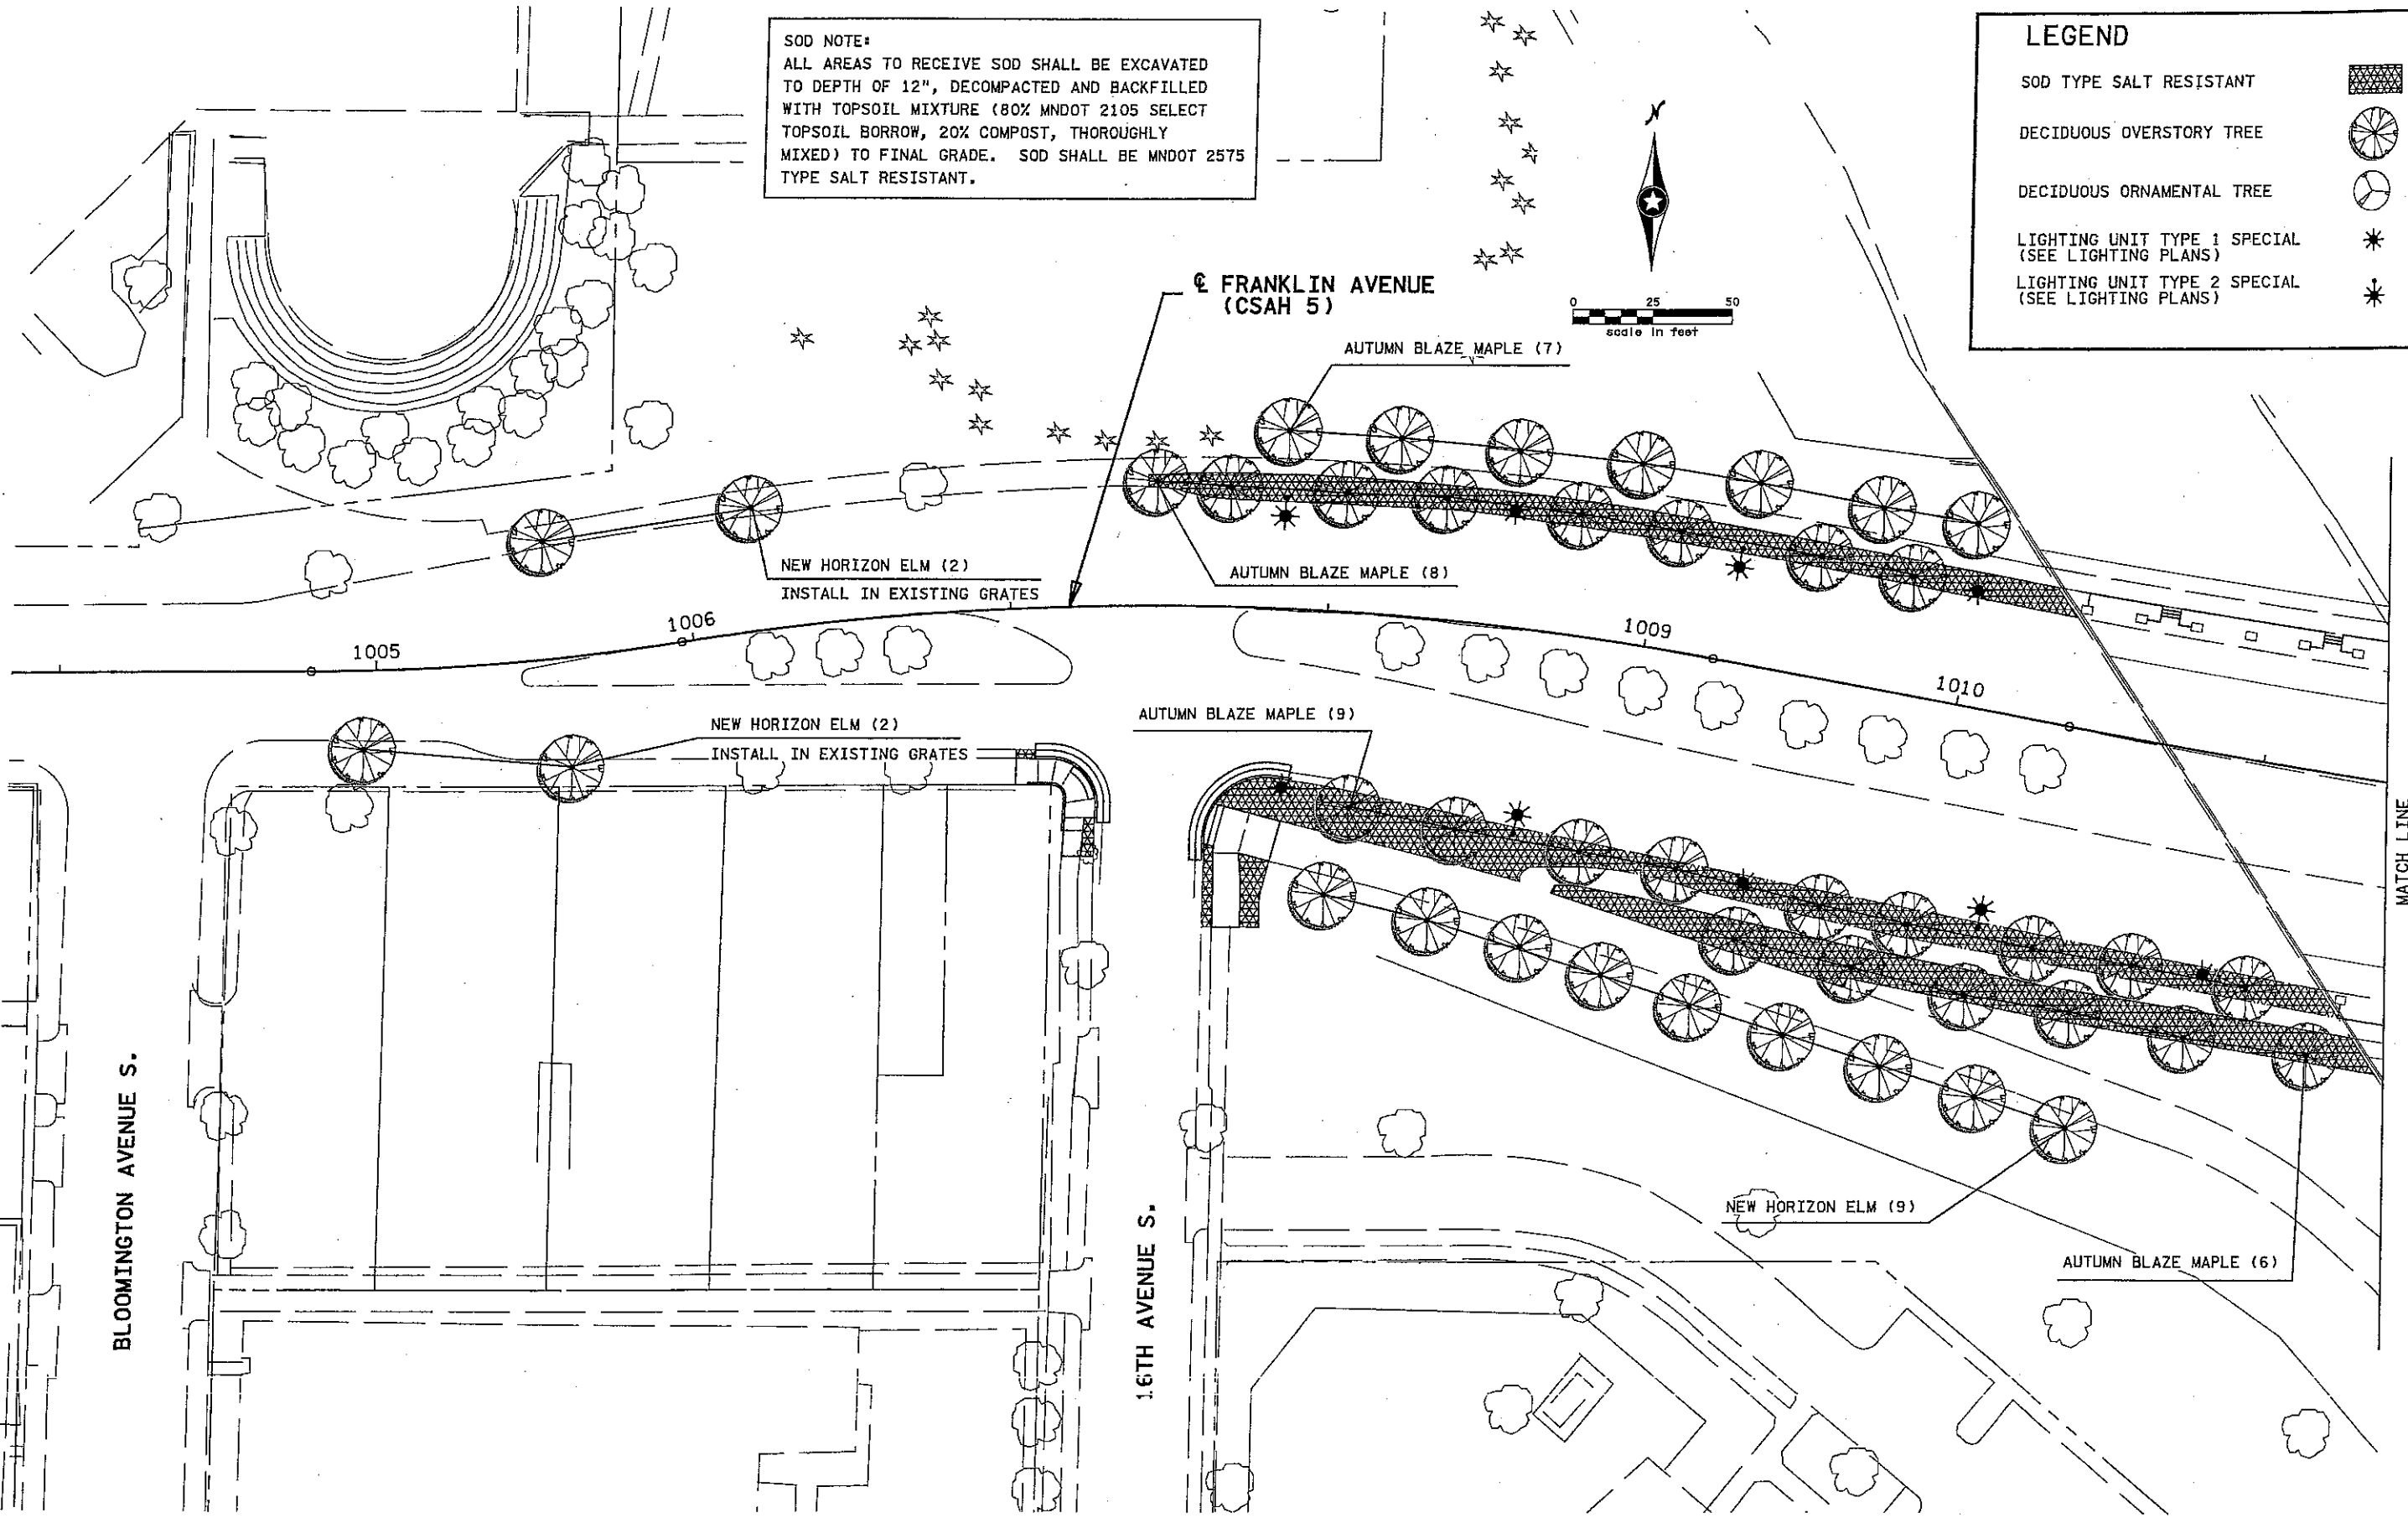 SOD NOTE:
ALL AREAS TO RECEIVE SOD SHALL BE EXCAVATED
TO DEPTH OF 12", DECOMPACTED AND BACKFILLED
WITH TOPSOIL MIXTURE (80% MNDOT 2105 SELECT
TOPSOIL BORROW, 20% COMPOST, THOROUGHLY
MIXED) TO FINAL GRADE. SOD SHALL BE MNDOT 2575
TYPE SALT RESISTANT.
LEGEND
SOD TYPE SALT RESISTANT
DECIDUOUS OVERSTORY TREE
DECIDUOUS ORNAMENTAL TREE
LIGHTING UNIT TYPE 1 SPECIAL
(SEE LIGHTING PLANS)
LIGHTING UNIT TYPE 2 SPECIAL
(SEE LIGHTING PLANS)
N
0 25 50
scale in feet
℄ FRANKLIN AVENUE
(CSAH 5)
AUTUMN BLAZE MAPLE (7)
NEW HORIZON ELM (2)
INSTALL IN EXISTING GRATES
AUTUMN BLAZE MAPLE (8)
1005
1006
1009
1010
NEW HORIZON ELM (2)
INSTALL IN EXISTING GRATES
AUTUMN BLAZE MAPLE (9)
MATCH LINE
BLOOMINGTON AVENUE S.
16TH AVENUE S.
NEW HORIZON ELM (9)
AUTUMN BLAZE MAPLE (6)